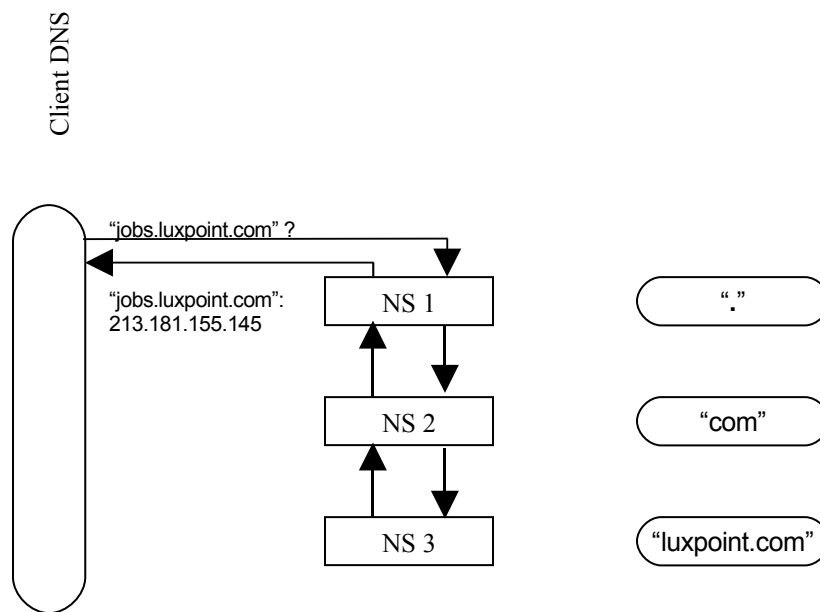 Client DNS
“jobs.luxpoint.com” ?
“jobs.luxpoint.com”:
213.181.155.145
NS 1
“.”
NS 2
“com”
NS 3
“luxpoint.com”